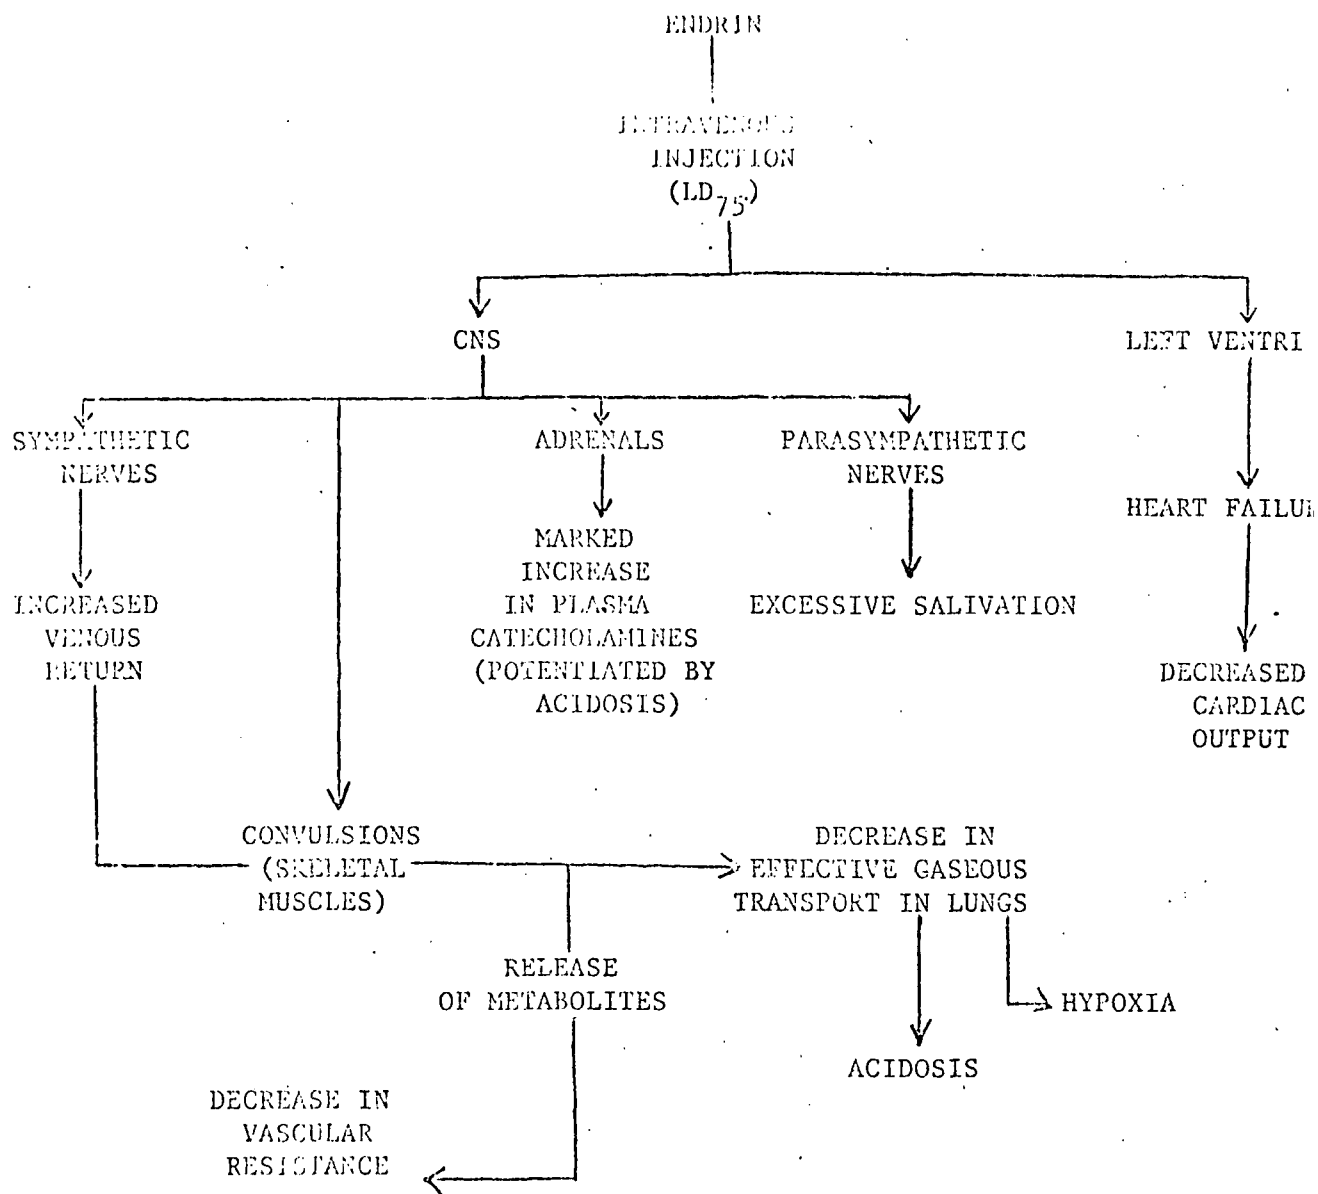 ENDRIN
INTRAVENOUS
INJECTION
(LD75)
CNS
LEFT VENTRI
SYMPATHETIC
NERVES
ADRENALS
PARASYMPATHETIC
NERVES
HEART FAILU
MARKED
INCREASE
IN PLASMA
CATECHOLAMINES
(POTENTIATED BY
ACIDOSIS)
INCREASED
VENOUS
RETURN
EXCESSIVE SALIVATION
DECREASED
CARDIAC
OUTPUT
CONVULSIONS
(SKELETAL
MUSCLES)
DECREASE IN
EFFECTIVE GASEOUS
TRANSPORT IN LUNGS
RELEASE
OF METABOLITES
HYPOXIA
ACIDOSIS
DECREASE IN
VASCULAR
RESISTANCE